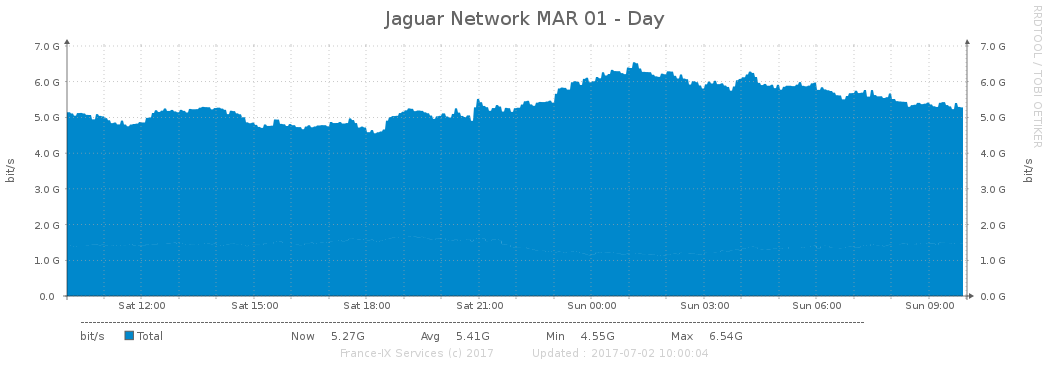 Jaguar Network MAR 01 - Day
RRDTOOL / TOBI OETIKER
7.0 G 7.0 G
6.0 G 6.0 G
5.0 G 5.0 G
4.0 G 4.0 G
3.0 G 3.0 G
2.0 G 2.0 G
1.0 G 1.0 G
0.0 0.0 G
bit/s bit/s
Sat 12:00 Sat 15:00 Sat 18:00 Sat 21:00 Sun 00:00 Sun 03:00 Sun 06:00 Sun 09:00
bit/s Total Now 5.27G Avg 5.41G Min 4.55G Max 6.54G
France-IX Services (c) 2017 Updated : 2017-07-02 10:00:04